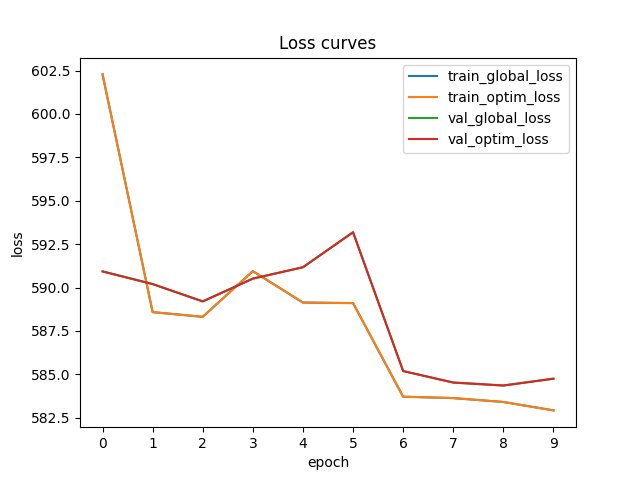 Loss curves
train_global_loss
train_optim_loss
val_global_loss
val_optim_loss
602.5
600.0
597.5
595.0
592.5
590.0
587.5
585.0
582.5
loss
0 1 2 3 4 5 6 7 8 9
epoch